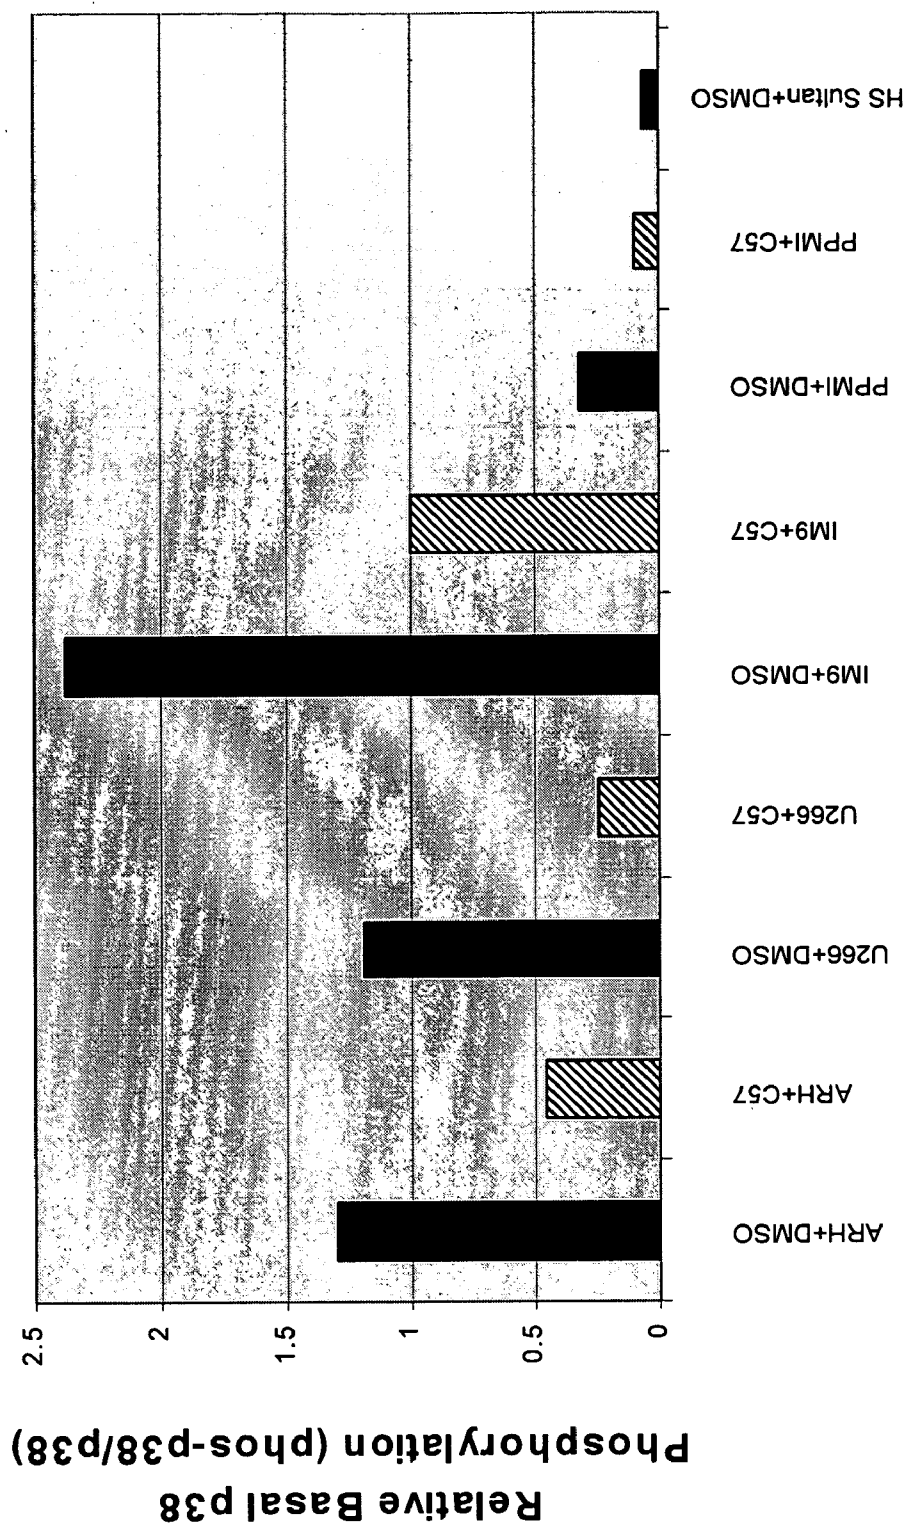 Relative Basal p38
Phosphorylation (phos-p38/p38)
2.5
2
1.5
1
0.5
0
ARH+DMSO
ARH+C57
U266+DMSO
U266+C57
IM9+DMSO
IM9+C57
PPMI+DMSO
PPMI+C57
HS Sultan+DMSO